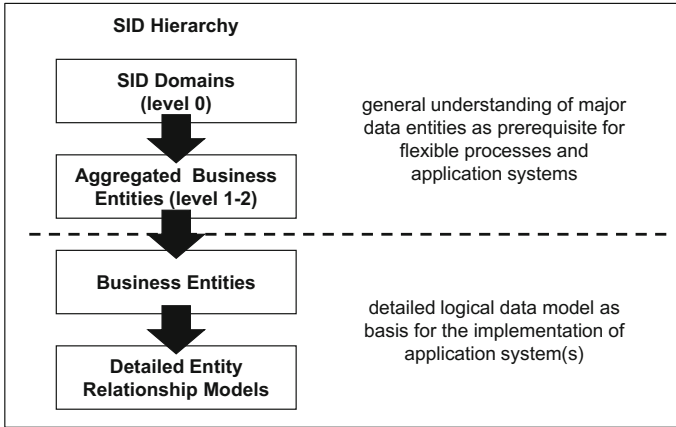 SID Hierarchy
SID Domains
(level 0)
general understanding of major
data entities as prerequisite for
flexible processes and
application systems
Aggregated Business
Entities (level 1-2)
Business Entities
detailed logical data model as
basis for the implementation of
application system(s)
Detailed Entity
Relationship Models